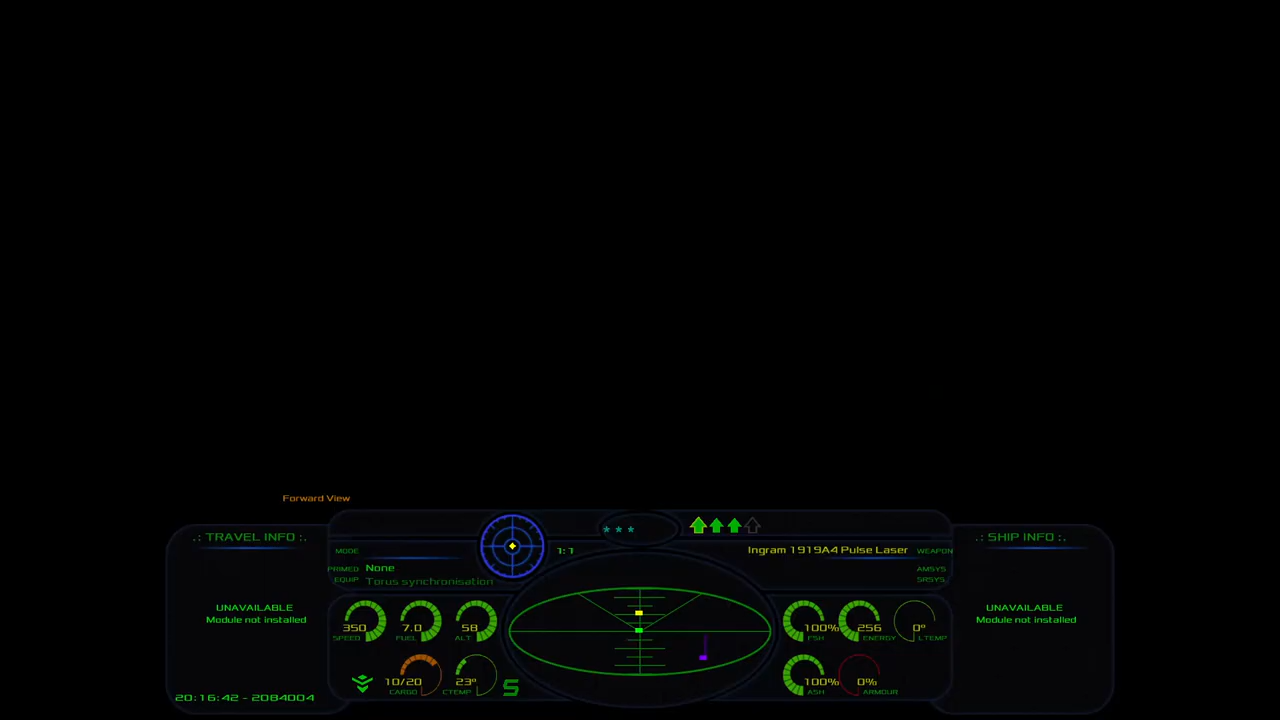 Forward View
.: TRAVEL INFO :.
UNAVAILABLE
Module not installed
20:16:42 - 2084004
MODE
PRIMED None
EQUIP Torus synchronisation
1:1
* * *
Ingram 1919A4 Pulse Laser WEAPON
AMSYS
SRSYS
350 SPEED
7.0 FUEL
58 ALT
10/20 CARGO
23° CTEMP
S
100% FSH
256 ENERGY
0° LTEMP
100% ASH
0% ARMOUR
.: SHIP INFO :.
UNAVAILABLE
Module not installed